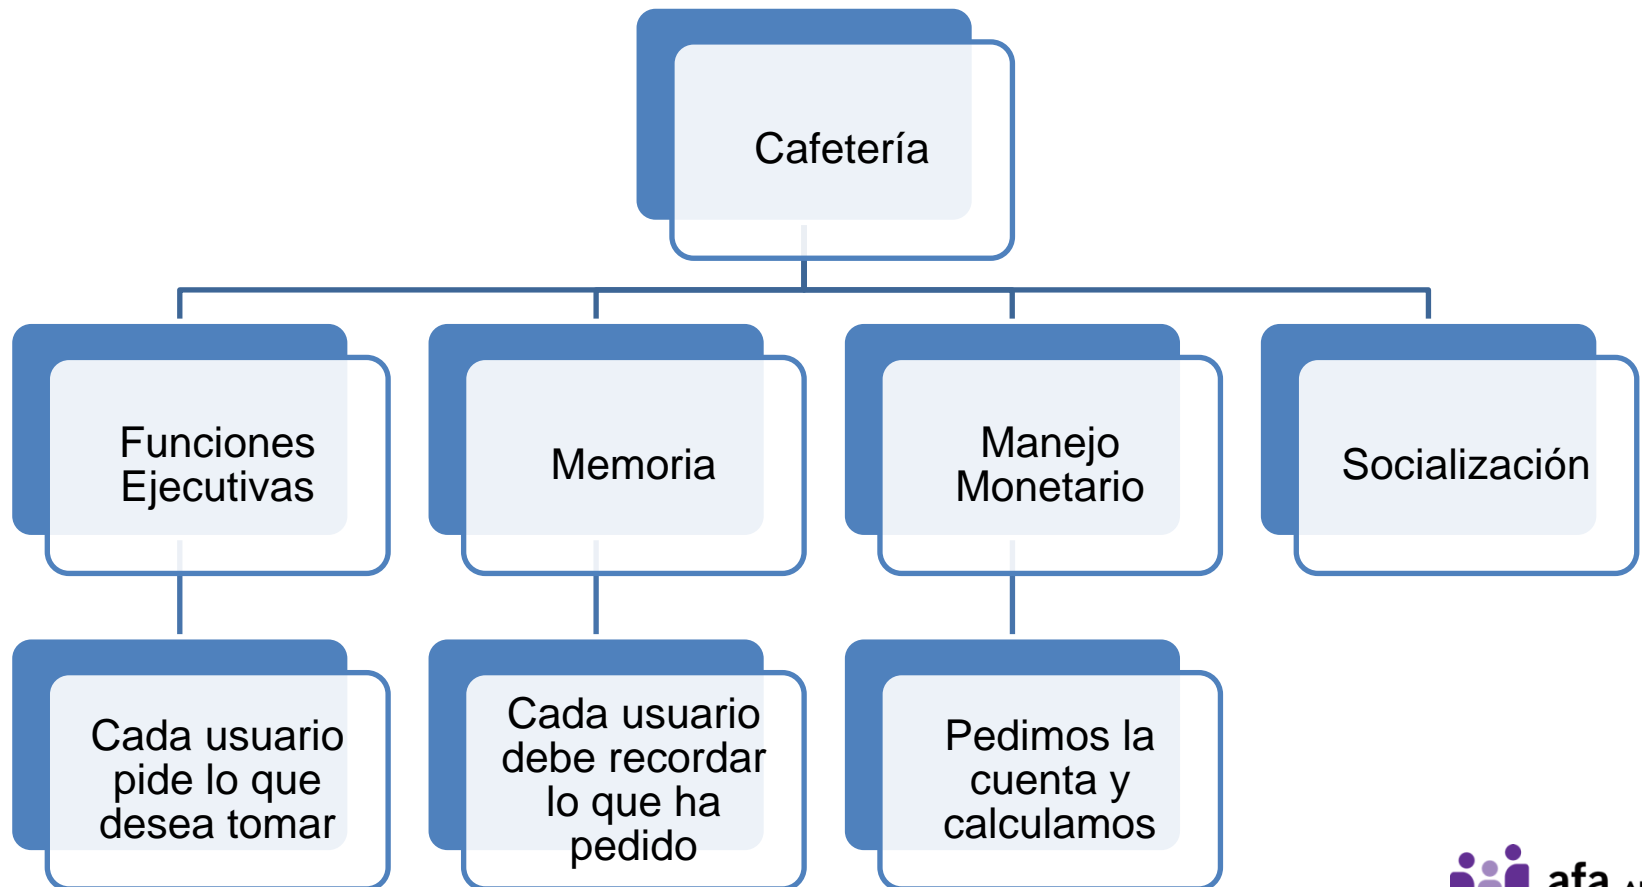 Cafetería
Funciones
Ejecutivas
Memoria
Manejo
Monetario
Socialización
Cada usuario
pide lo que
desea tomar
Cada usuario
debe recordar
lo que ha
pedido
Pedimos la
cuenta y
calculamos
afa